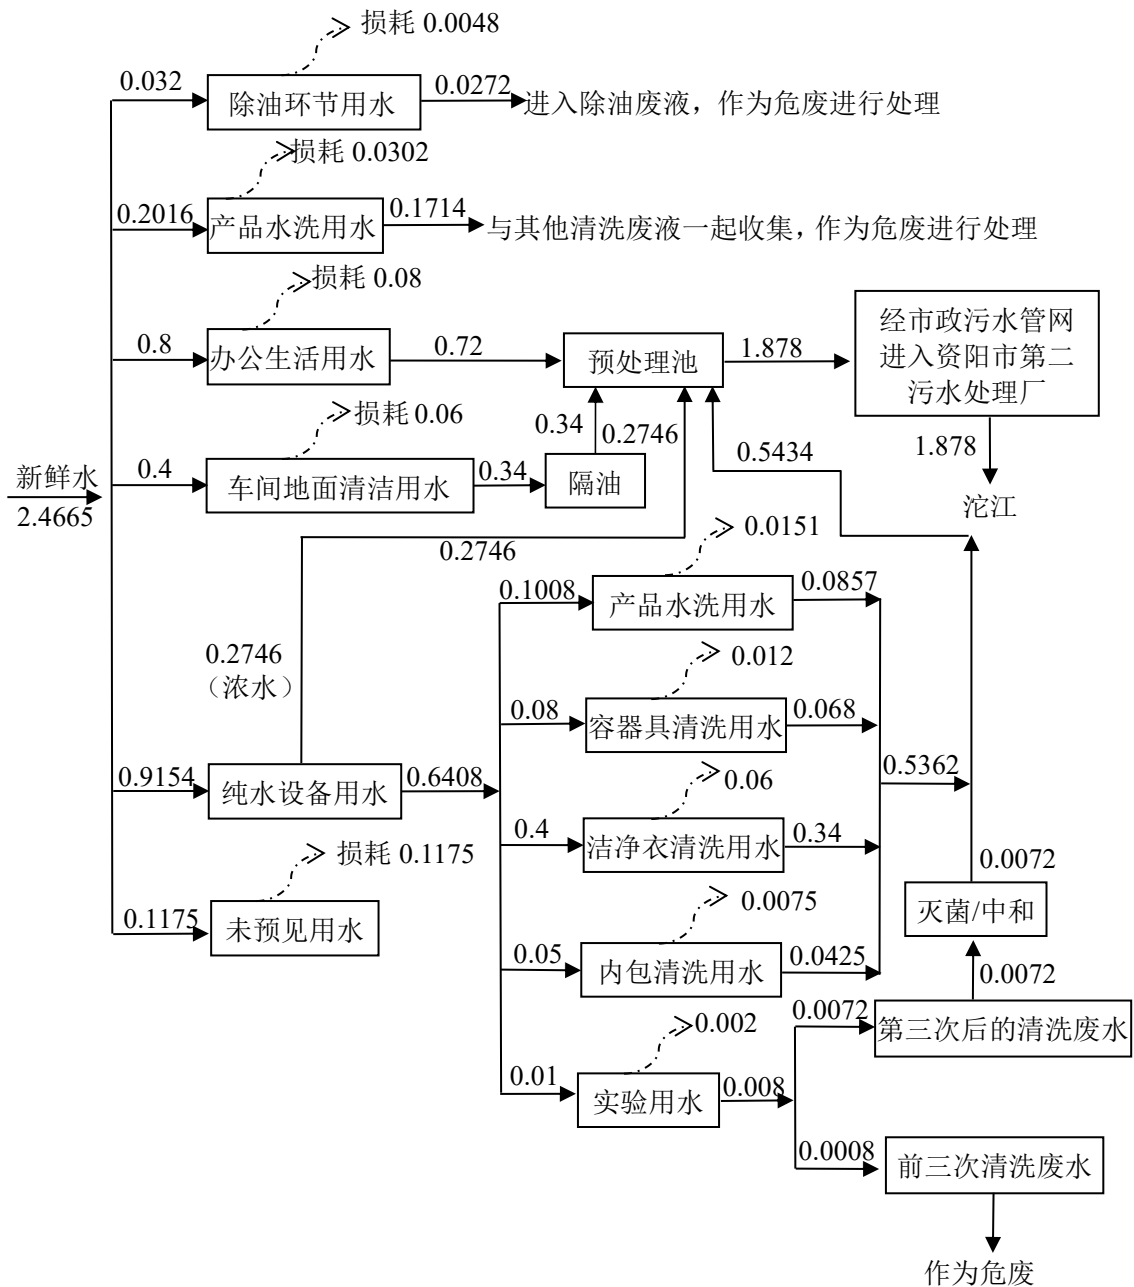 损耗 0.0048
0.032
除油环节用水
0.0272
进入除油废液，作为危废进行处理
损耗 0.0302
0.2016
产品水洗用水
0.1714
与其他清洗废液一起收集，作为危废进行处理
损耗 0.08
0.8
办公生活用水
0.72
预处理池
1.878
经市政污水管网
进入资阳市第二
污水处理厂
1.878
沱江
损耗 0.06
0.4
车间地面清洁用水
0.34
隔油
0.34
0.2746
0.5434
新鲜水
2.4665
0.2746
0.2746
（浓水）
0.9154
纯水设备用水
0.6408
0.0151
0.1008
产品水洗用水
0.0857
0.012
0.08
容器具清洗用水
0.068
0.5362
0.06
0.4
洁净衣清洗用水
0.34
0.0075
0.05
内包清洗用水
0.0425
损耗 0.1175
0.1175
未预见用水
0.002
0.01
实验用水
0.008
0.0072
第三次后的清洗废水
0.0072
灭菌/中和
0.0072
0.0008
前三次清洗废水
作为危废